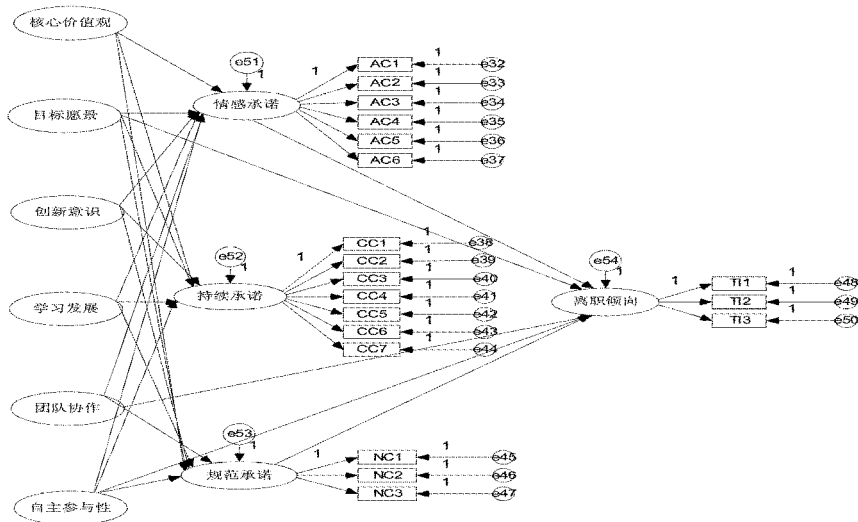 核心价值观
目标愿景
创新意识
学习发展
团队协作
自主参与性
e51
1
情感承诺
1
AC1 1 e32
AC2 1 e33
AC3 1 e34
AC4 1 e35
AC5 1 e36
AC6 1 e37
e52
1
持续承诺
1
CC1 1 e38
CC2 1 e39
CC3 1 e40
CC4 1 e41
CC5 1 e42
CC6 1 e43
CC7 1 e44
e53
1
规范承诺
1
NC1 1 e45
NC2 1 e46
NC3 1 e47
e54
1
离职倾向
1
TI1 1 e48
TI2 1 e49
TI3 1 e50